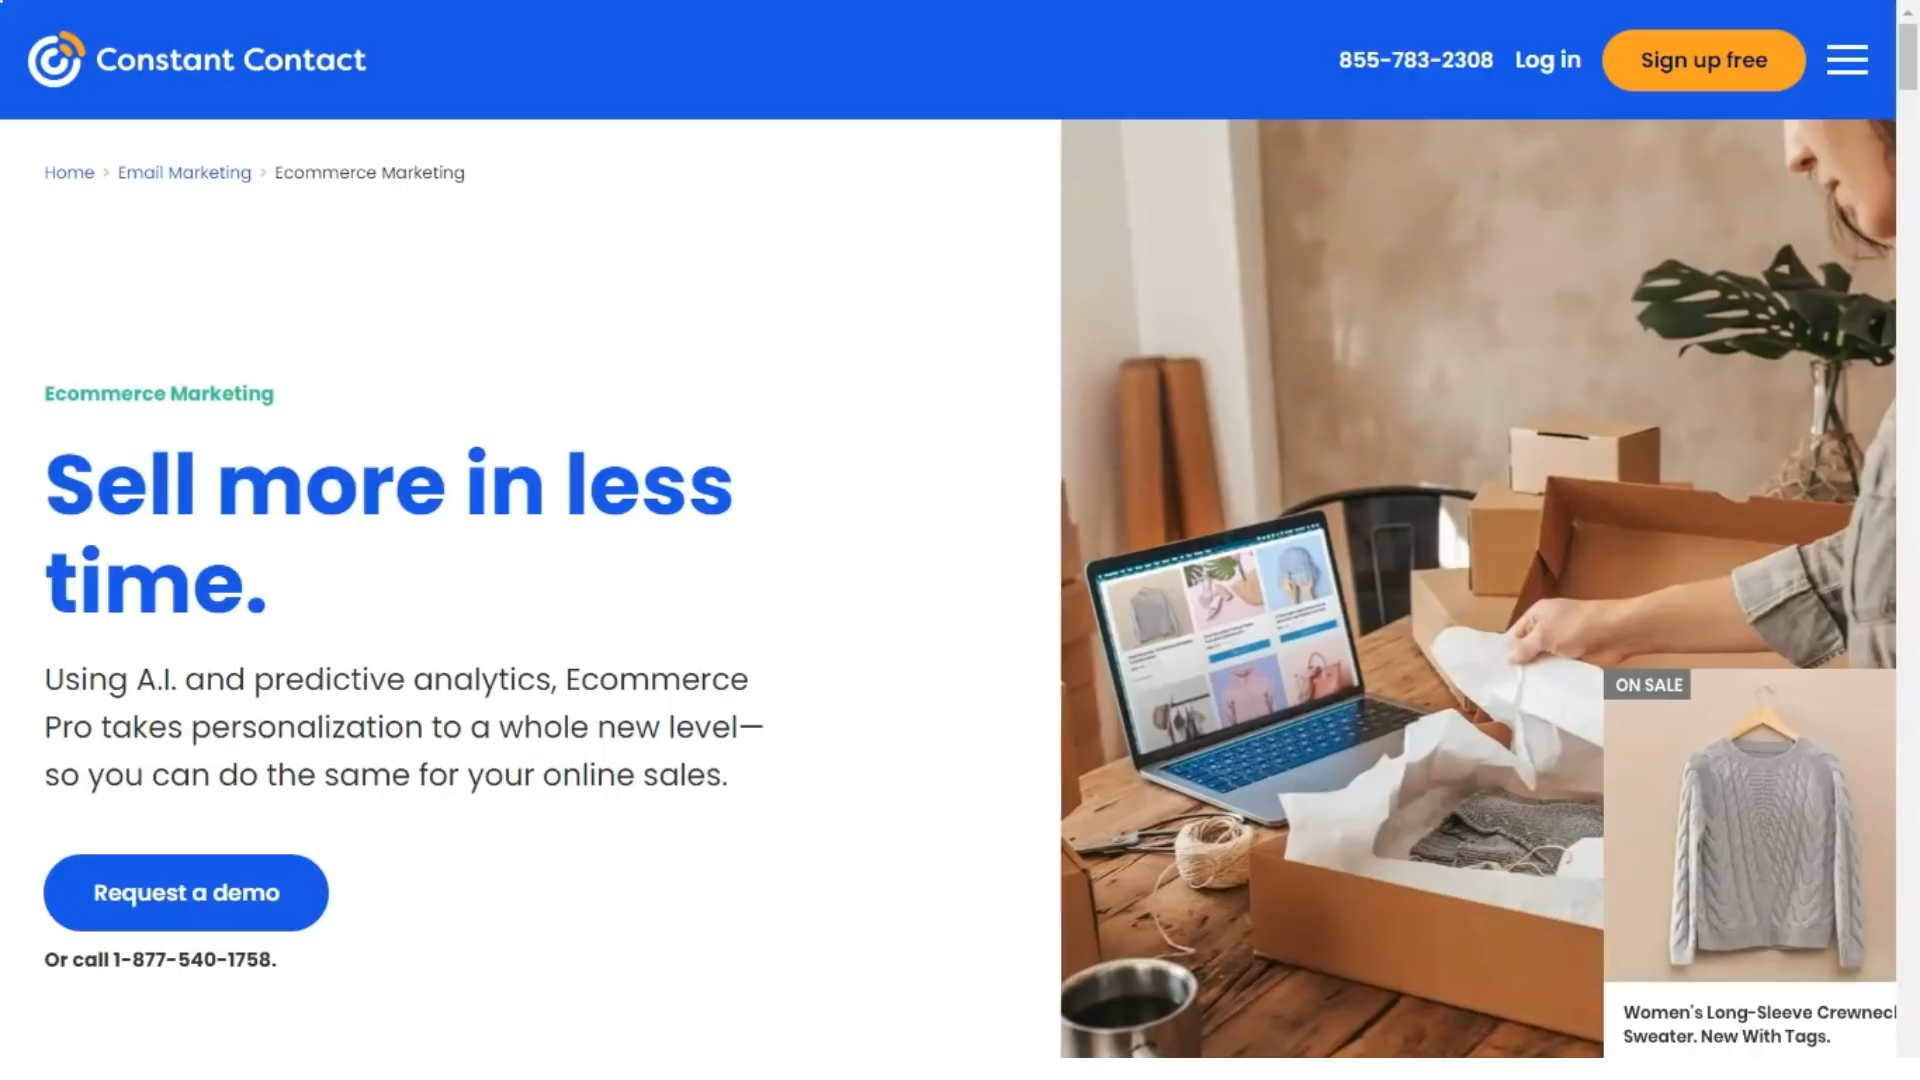 Constant Contact
855-783-2308 Log in Sign up free
Home > Email Marketing > Ecommerce Marketing
Ecommerce Marketing
Sell more in less
time.
Using A.I. and predictive analytics, Ecommerce
Pro takes personalization to a whole new level—
so you can do the same for your online sales.
Request a demo
Or call 1-877-540-1758.
ON SALE
Women's Long-Sleeve Crewnec
Sweater. New With Tags.